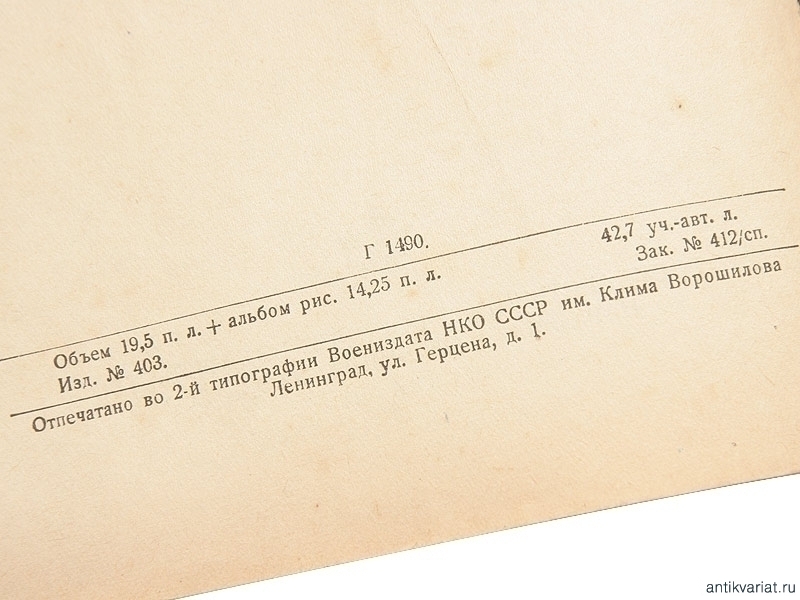 Г 1490.
Объем 19,5 п. л. + альбом рис. 14,25 п. л.
42,7 уч.-авт. л.
Изд. № 403.
Зак. № 412/сп.
Отпечатано во 2-й типографии Воениздата НКО СССР им. Клима Ворошилова
Ленинград, ул. Герцена, д. 1.
antikvariat.ru